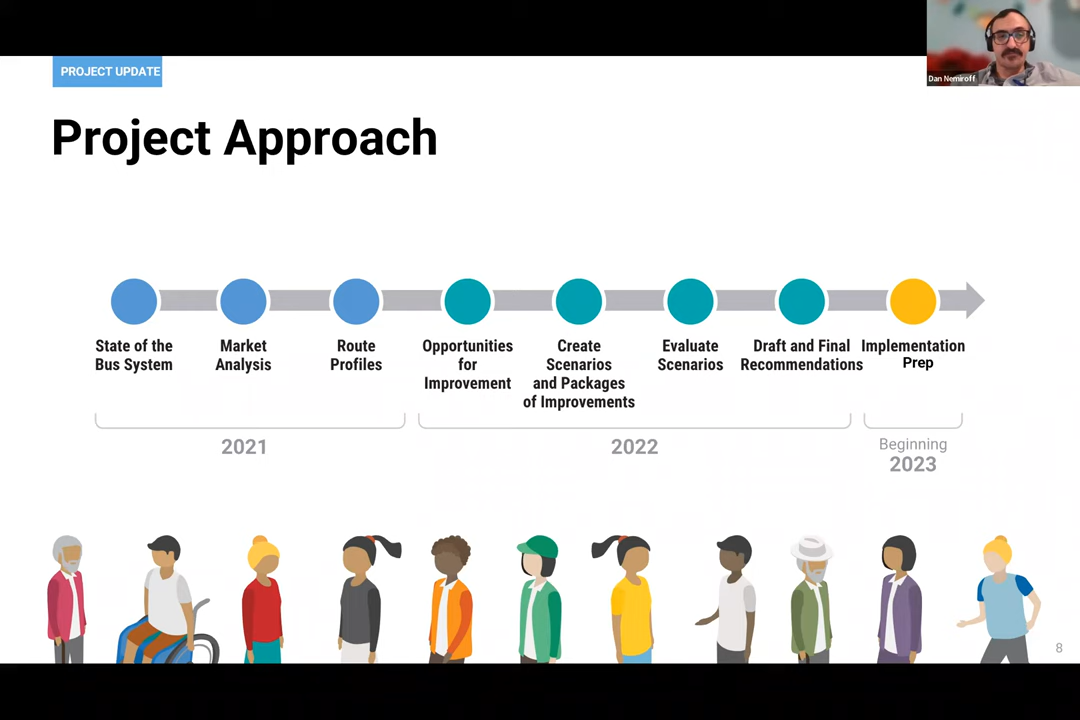 PROJECT UPDATE
Dan Nemiroff
Project Approach
State of the
Bus System
Market
Analysis
Route
Profiles
Opportunities
for
Improvement
Create
Scenarios
and Packages
of Improvements
Evaluate
Scenarios
Draft and Final
Recommendations
Implementation
Prep
2021
2022
Beginning
2023
8